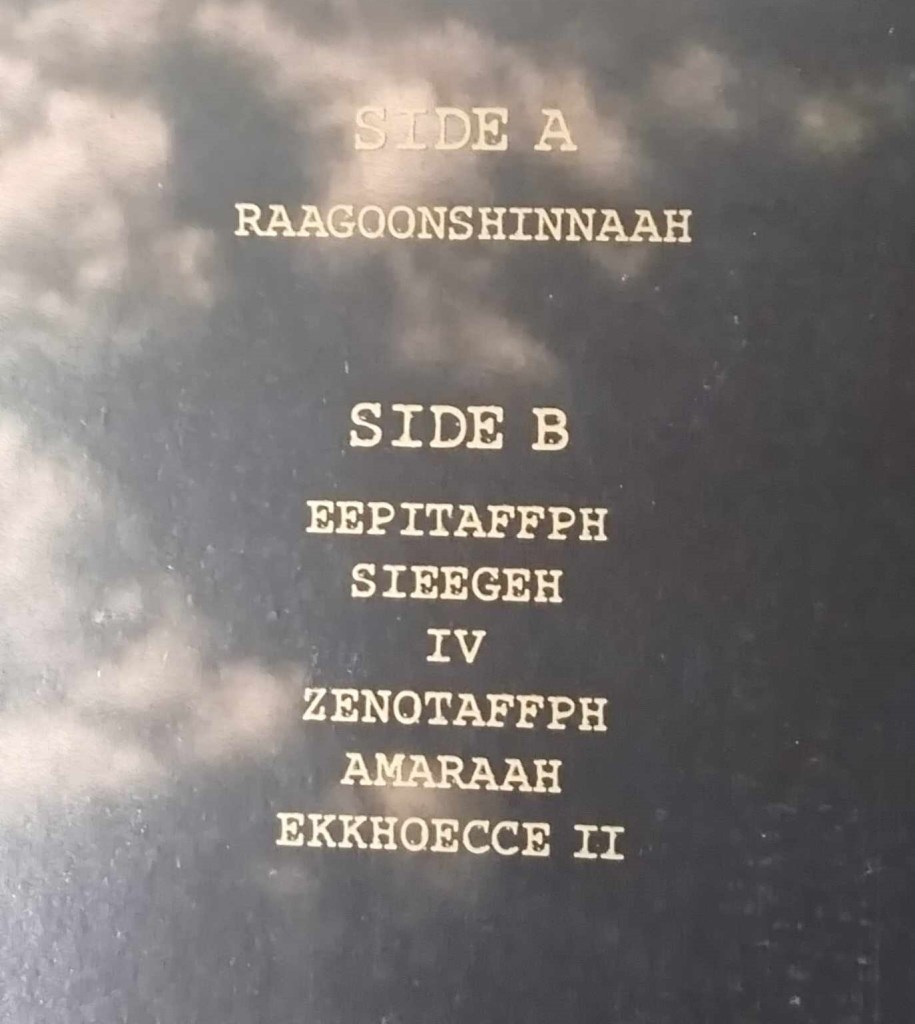 SIDE A
RAAGOONSHINNAAH
SIDE B
EEPITAFFPH
SIEEGEH
IV
ZENOTAFFPH
AMARAAH
EKKHOECCE II